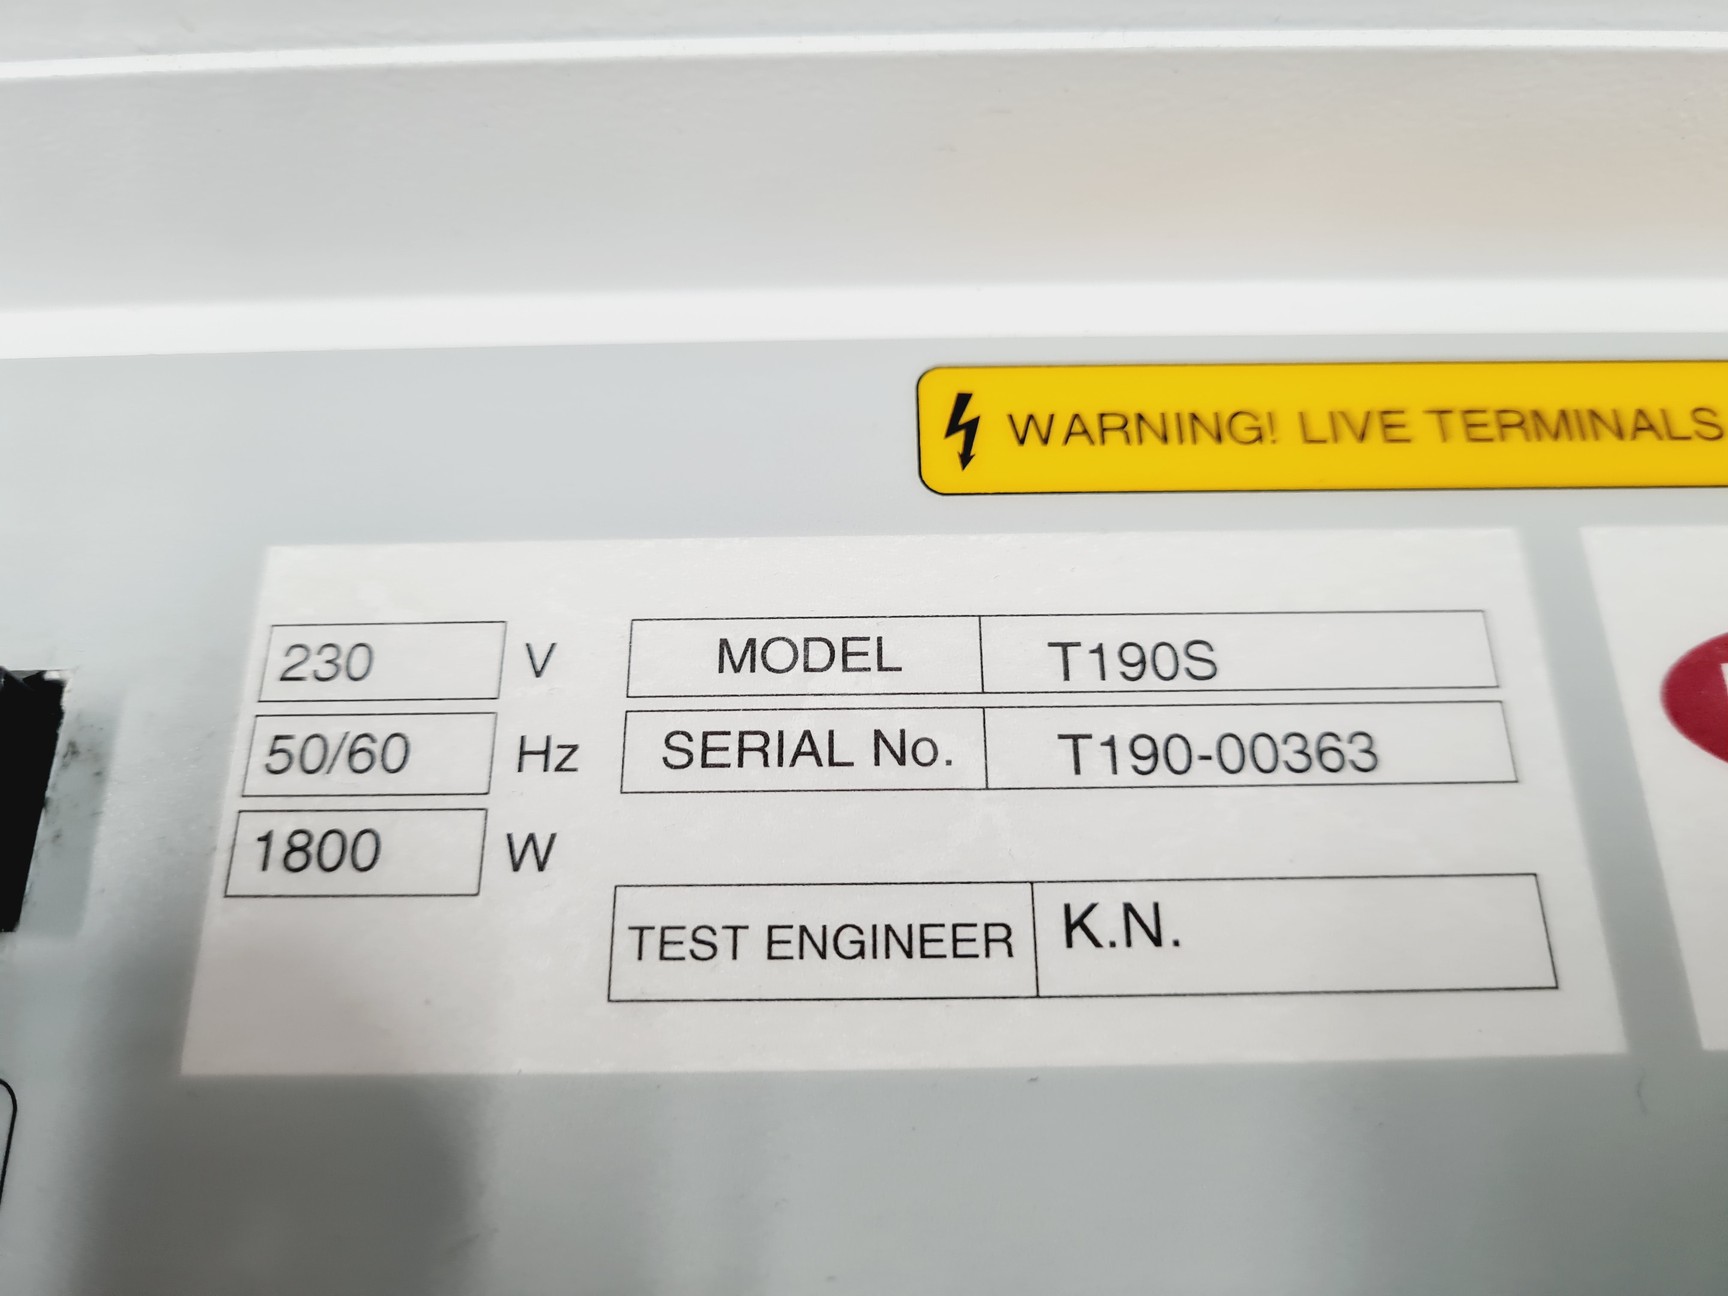 WARNING! LIVE TERMINALS
230 V
50/60 Hz
1800 W
MODEL T190S
SERIAL No. T190-00363
TEST ENGINEER K.N.